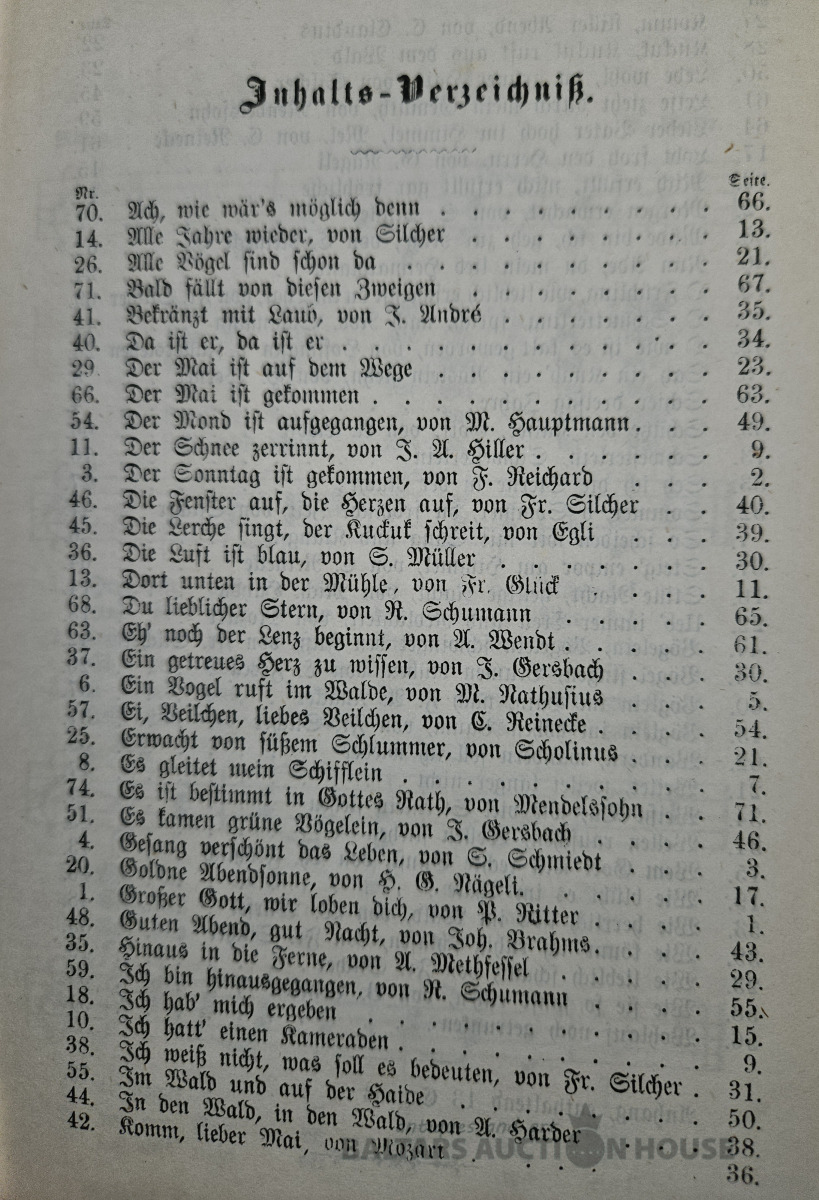 Inhalts-Verzeichniß.
Nr. Seite.
70. Ach, wie wär's möglich denn . . . . . . . . . . 66.
14. Alle Jahre wieder, von Silcher . . . . . . . . . 13.
26. Alle Vögel sind schon da . . . . . . . . . . . 21.
71. Bald fällt von diesen Zweigen . . . . . . . . . 67.
41. Bekränzt mit Laub, von J. André . . . . . . . . 35.
40. Da ist er, da ist er . . . . . . . . . . . . 34.
29. Der Mai ist auf dem Wege . . . . . . . . . . 23.
66. Der Mai ist gekommen . . . . . . . . . . . . 63.
54. Der Mond ist aufgegangen, von M. Hauptmann . . . 49.
11. Der Schnee zerrinnt, von J. A. Hiller . . . . . . 9.
3. Der Sonntag ist gekommen, von F. Reichard . . . 2.
46. Die Fenster auf, die Herzen auf, von Fr. Silcher . . 40.
45. Die Lerche singt, der Kuckuk schreit, von Egli . . . 39.
36. Die Luft ist blau, von S. Müller . . . . . . . 30.
13. Dort unten in der Mühle, von Fr. Glück . . . . 11.
68. Du lieblicher Stern, von R. Schumann . . . . . 65.
63. Eh' noch der Lenz beginnt, von A. Wendt . . . . . 61.
37. Ein getreues Herz zu wissen, von J. Gersbach . . . 30.
6. Ein Vogel ruft im Walde, von M. Nathusius . . . 5.
57. Ei, Veilchen, liebes Veilchen, von C. Reinecke . . . . 54.
25. Erwacht von süßem Schlummer, von Scholinus . . . 21.
8. Es gleitet mein Schifflein . . . . . . . . . . 7.
74. Es ist bestimmt in Gottes Rath, von Mendelssohn . . 71.
51. Es kamen grüne Vögelein, von J. Gersbach . . . . 46.
4. Gesang verschönt das Leben, von S. Schmiedt . . . 3.
20. Goldne Abendsonne, von H. G. Nägeli. . . . . . 17.
1. Großer Gott, wir loben dich, von P. Ritter . . . . 1.
48. Guten Abend, gut Nacht, von Joh. Brahms. . . . 43.
35. Hinaus in die Ferne, von A. Methfessel . . . . . 29.
59. Ich bin hinausgegangen, von R. Schumann . . . . 55.
18. Ich hab' mich ergeben . . . . . . . . . . . 15.
10. Ich hatt' einen Kameraden . . . . . . . . . . 9.
38. Ich weiß nicht, was soll es bedeuten, von Fr. Silcher . 31.
55. Im Wald und auf der Haide . . . . . . . . . 50.
44. In den Wald, in den Wald, von A. Harder . . . . 38.
42. Komm, lieber Mai, von Mozart . . . . . . . . 36.
BADGERS AUCTION HOUSE